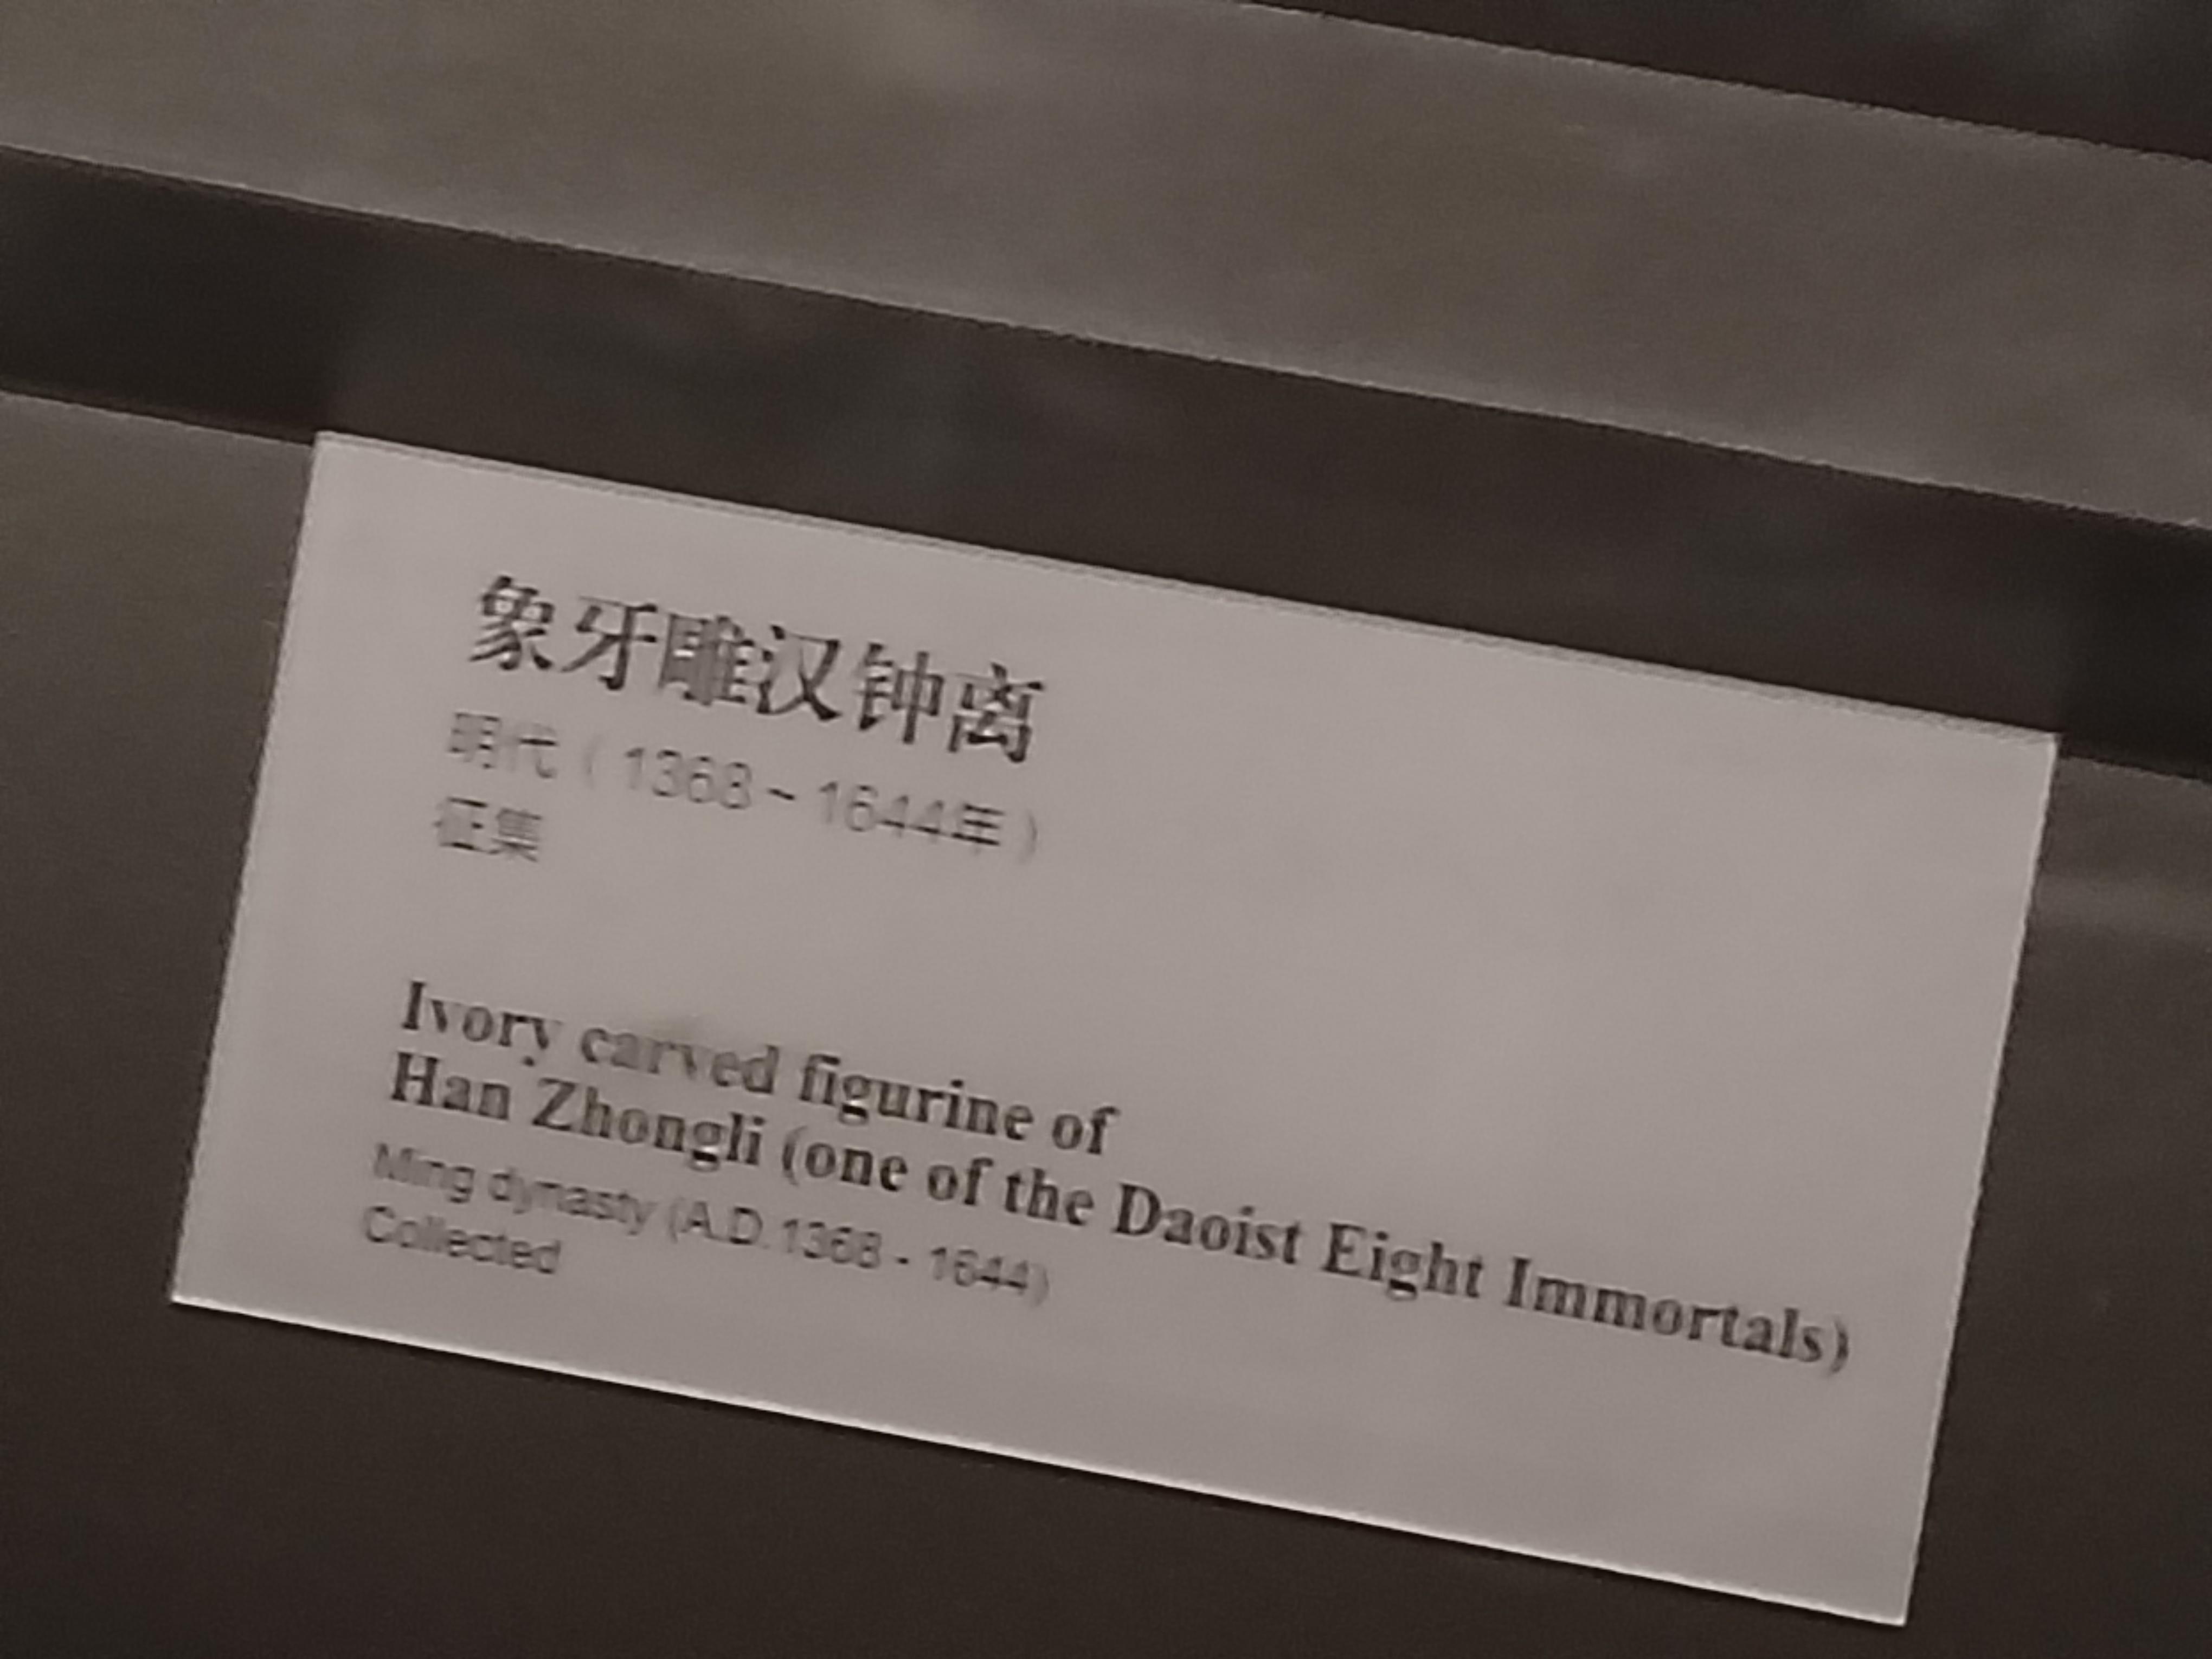 象牙雕汉钟离
明代（1368～1644年）
征集
Ivory carved figurine of
Han Zhongli (one of the Daoist Eight Immortals)
Ming dynasty (A.D.1368 - 1644)
Collected